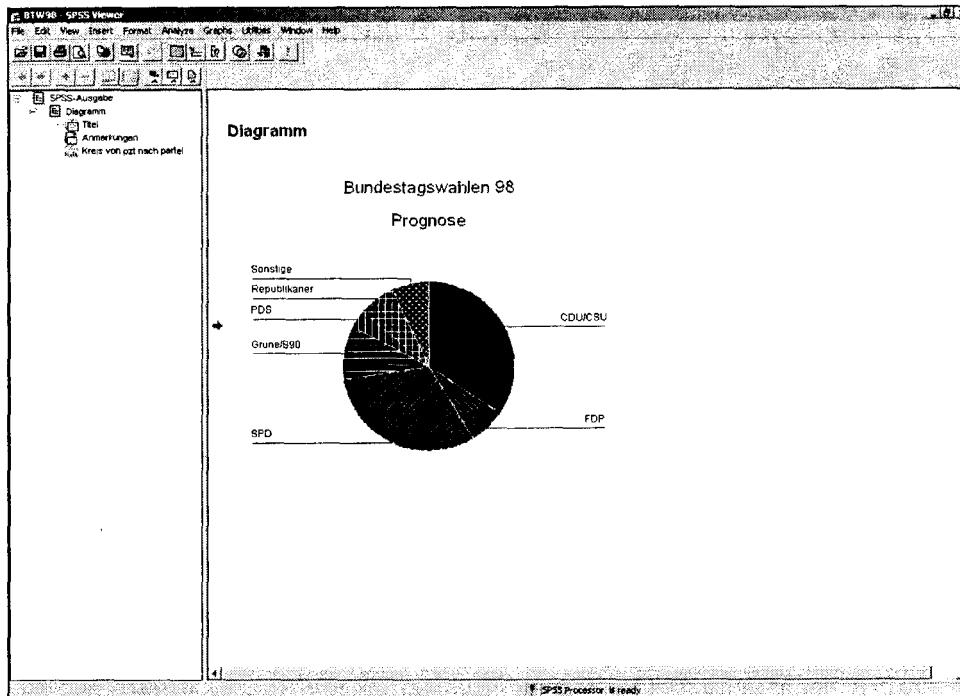 BTW98 - SPSS Viewer
File Edit View Insert Format Analyze Graphs Utilities Window Help
SPSS-Ausgabe
Diagramm
Titel
Anmerkungen
Kreis von pzt nach partei
Diagramm
Bundestagswahlen 98
Prognose
Sonstige
Republikaner
PDS
CDU/CSU
Grüne/B90
FDP
SPD
SPSS Processor is ready